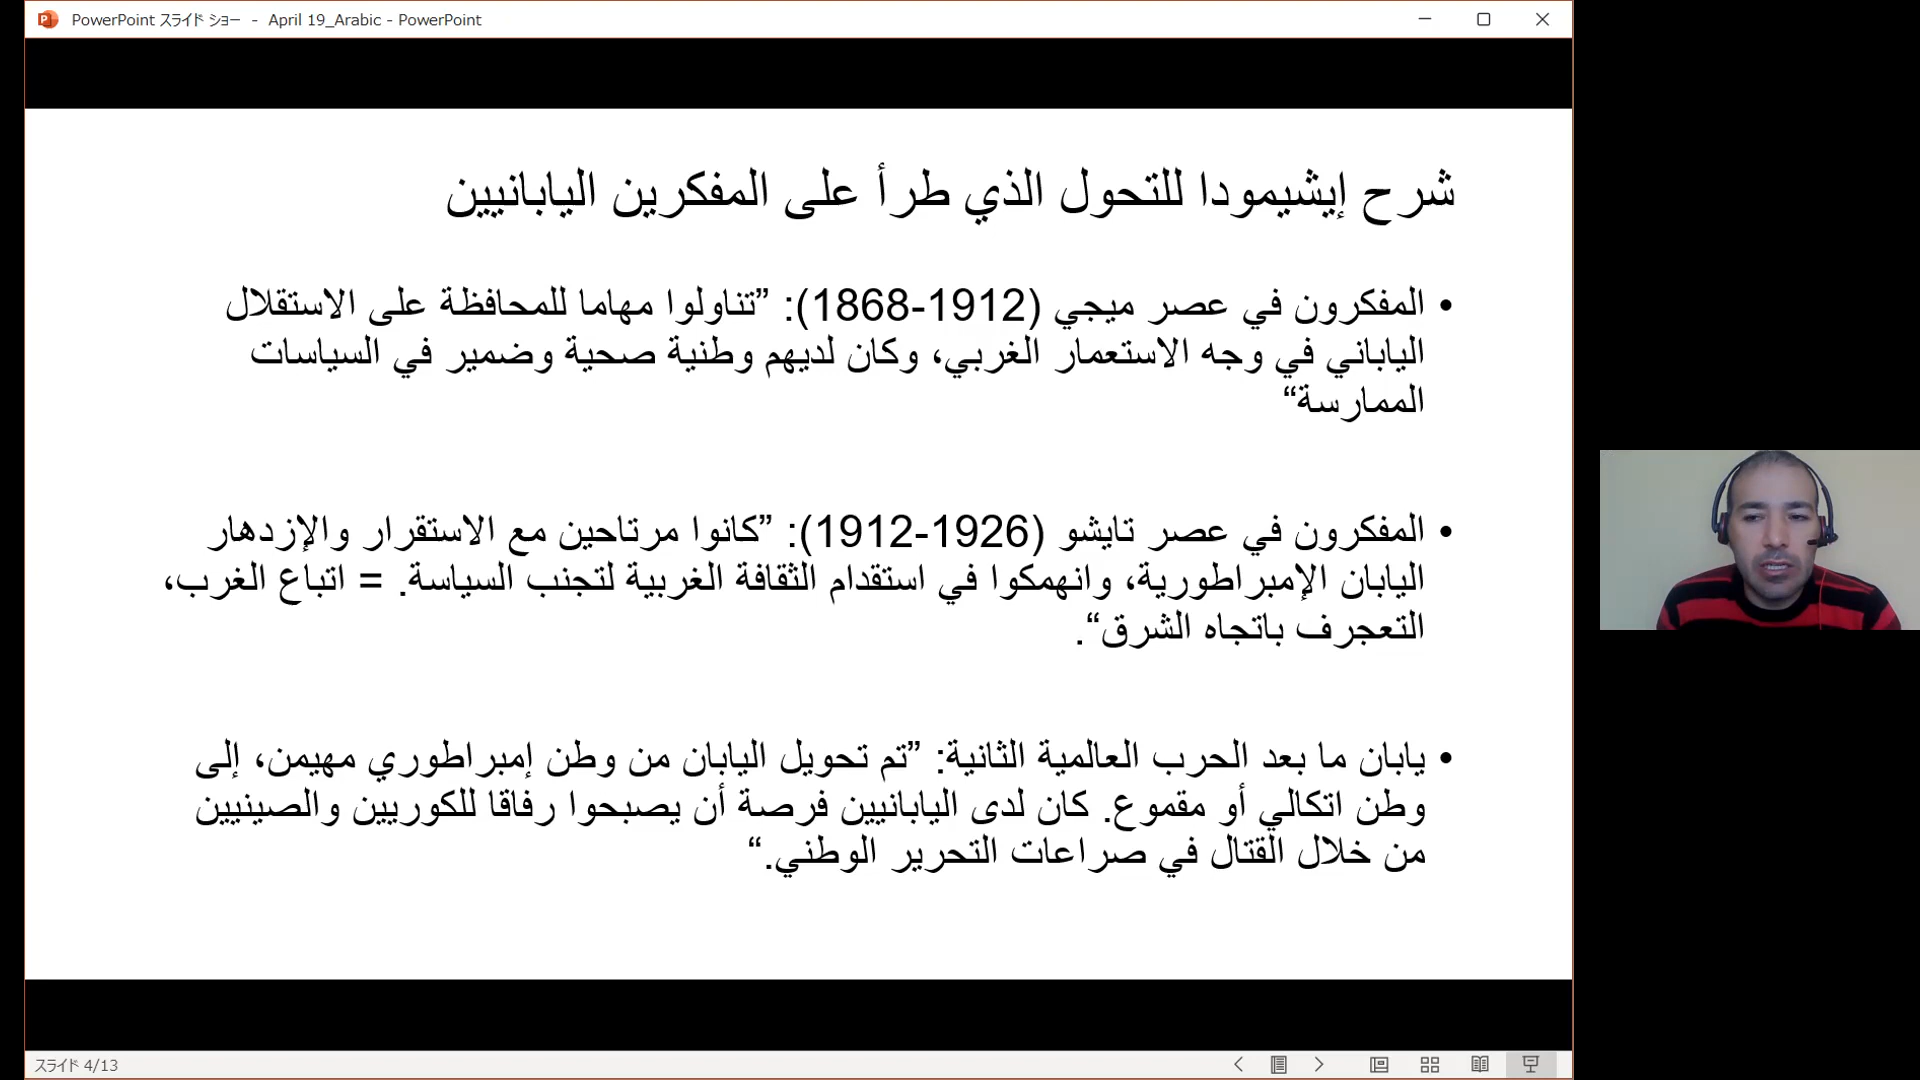 PowerPoint スライド ショー - April 19_Arabic - PowerPoint
شرح إيشيمودا للتحول الذي طرأ على المفكرين اليابانيين
• المفكرون في عصر ميجي (1912-1868): ”تناولوا مهاما للمحافظة على الاستقلال
الياباني في وجه الاستعمار الغربي، وكان لديهم وطنية صحية وضمير في السياسات
الممارسة“
• المفكرون في عصر تايشو (1926-1912): ”كانوا مرتاحين مع الاستقرار والإزدهار
اليابان الإمبراطورية، وانهمكوا في استقدام الثقافة الغربية لتجنب السياسة. = اتباع الغرب،
التعجرف باتجاه الشرق“.
• يابان ما بعد الحرب العالمية الثانية: ”تم تحويل اليابان من وطن إمبراطوري مهيمن، إلى
وطن اتكالي أو مقموع. كان لدى اليابانيين فرصة أن يصبحوا رفاقا للكوريين والصينيين
من خلال القتال في صراعات التحرير الوطني.“
スライド 4/13